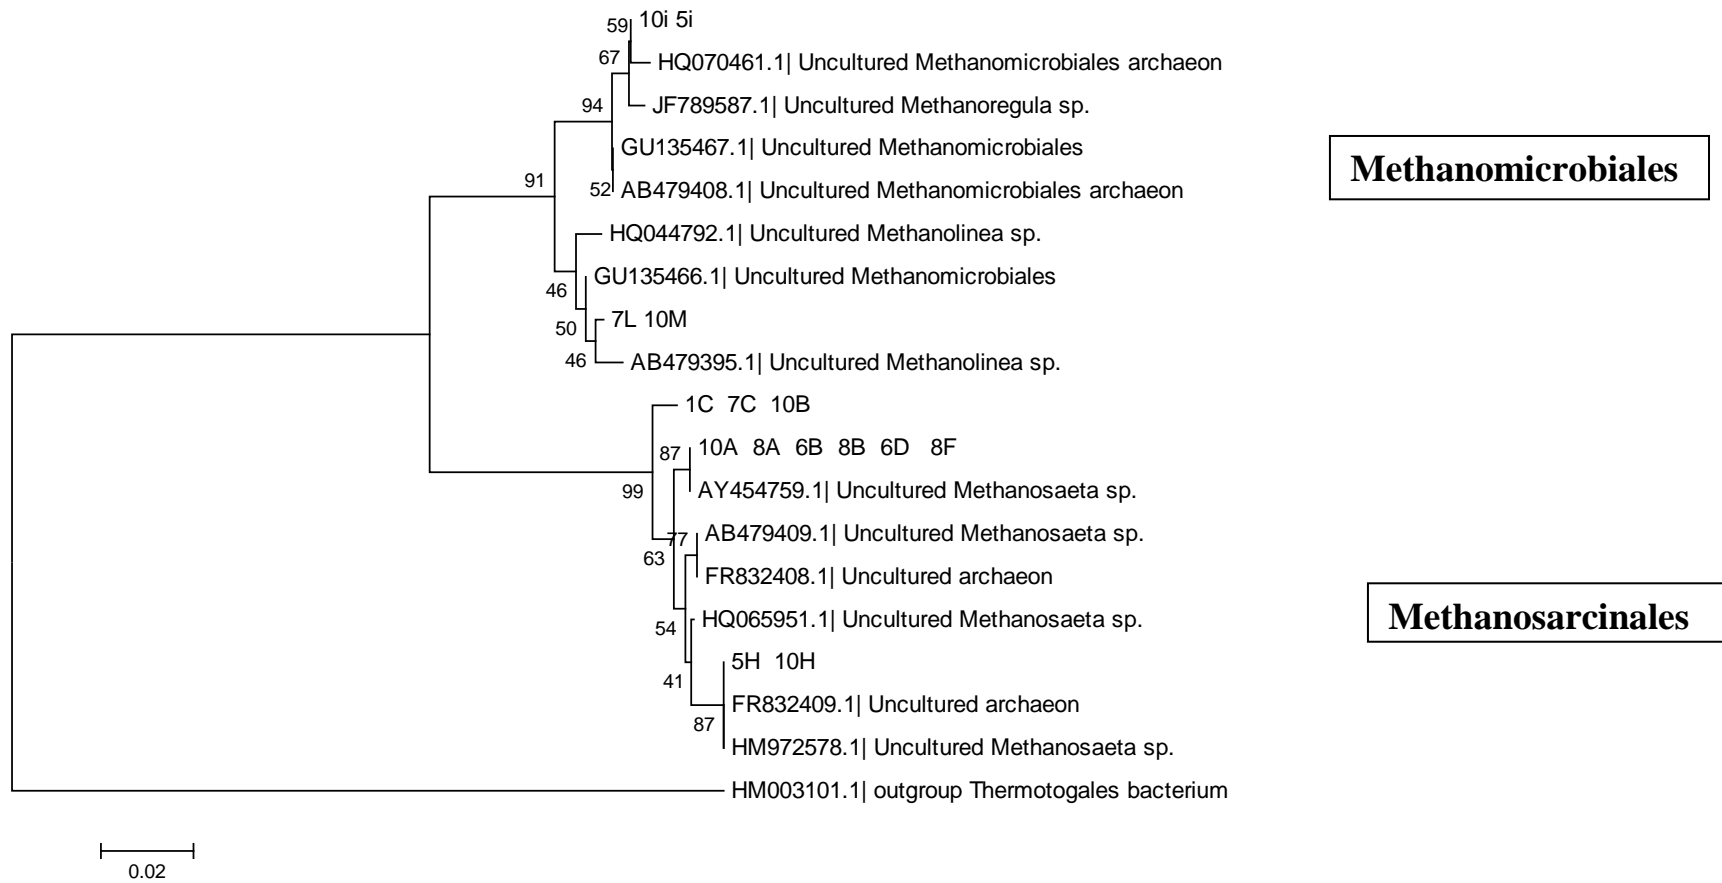 59
10i 5i
67
HQ070461.1| Uncultured Methanomicrobiales archaeon
94
JF789587.1| Uncultured Methanoregula sp.
GU135467.1| Uncultured Methanomicrobiales
Methanomicrobiales
91
52
AB479408.1| Uncultured Methanomicrobiales archaeon
HQ044792.1| Uncultured Methanolinea sp.
GU135466.1| Uncultured Methanomicrobiales
46
7L 10M
50
46
AB479395.1| Uncultured Methanolinea sp.
1C 7C 10B
87
10A 8A 6B 8B 6D 8F
99
AY454759.1| Uncultured Methanosaeta sp.
77
AB479409.1| Uncultured Methanosaeta sp.
63
FR832408.1| Uncultured archaeon
HQ065951.1| Uncultured Methanosaeta sp.
Methanosarcinales
54
5H 10H
41
FR832409.1| Uncultured archaeon
87
HM972578.1| Uncultured Methanosaeta sp.
HM003101.1| outgroup Thermotogales bacterium
0.02